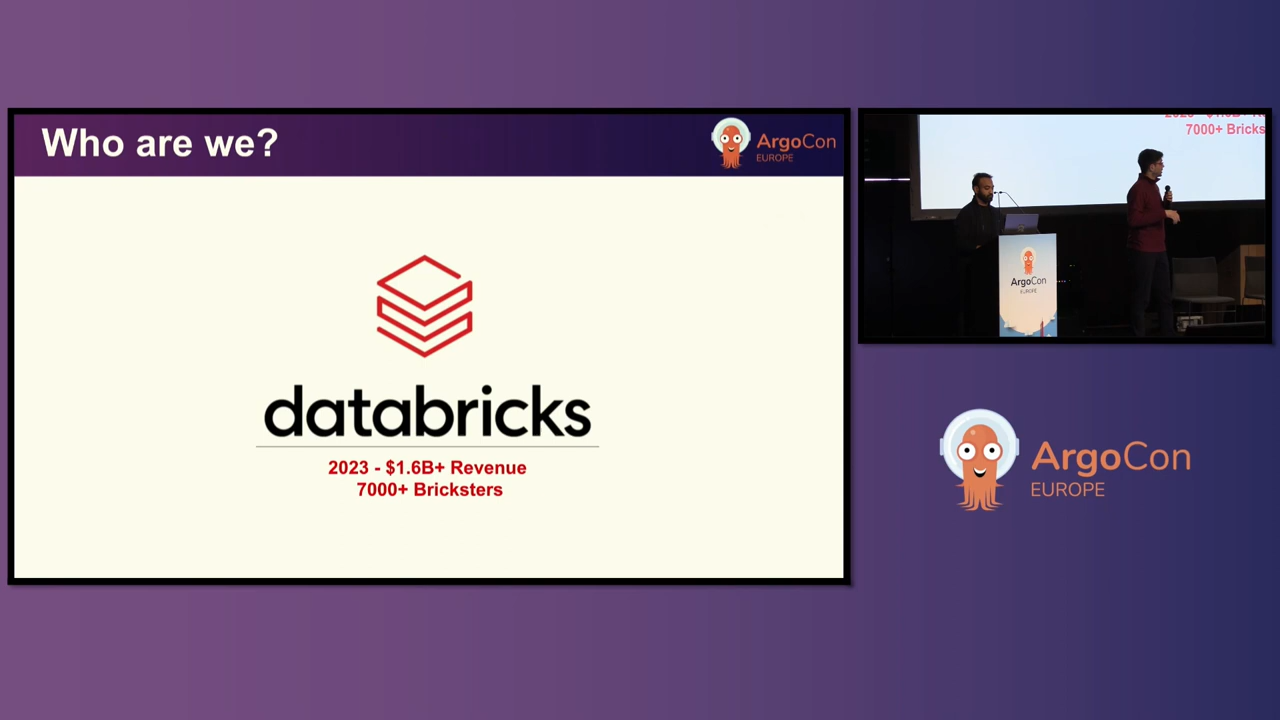 Who are we?
ArgoCon
EUROPE
databricks
2023 - $1.6B+ Revenue
7000+ Bricksters
7000+ Bricks
ArgoCon
EUROPE
ArgoCon
EUROPE